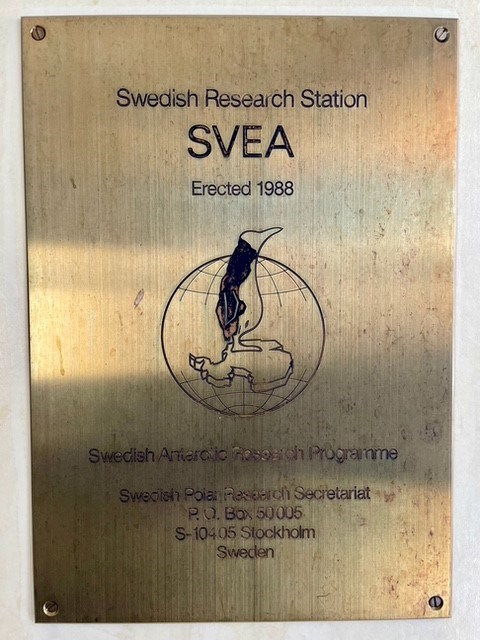 Swedish Research Station
SVEA
Erected 1988
Swedish Antarctic Research Programme
Swedish Polar Research Secretariat
P.O. Box 50005
S-104 05 Stockholm
Sweden